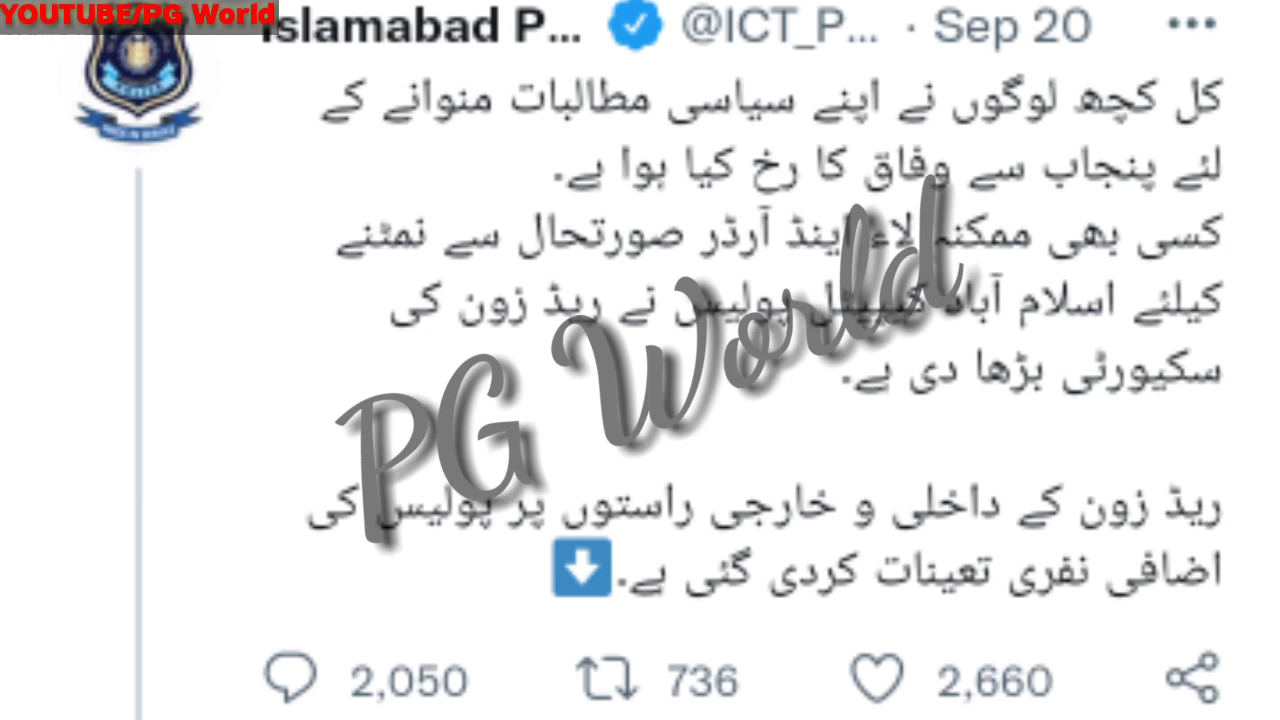 YOUTUBE/PG World
Islamabad P... @ICT_P... · Sep 20
کل کچھ لوگوں نے اپنے سیاسی مطالبات منوانے کے
لئے پنجاب سے وفاق کا رخ کیا ہوا ہے۔
کسی بھی ممکنہ لاء اینڈ آرڈر صورتحال سے نمٹنے
کیلئے اسلام آباد کیپیٹل پولیس نے ریڈ زون کی
سکیورٹی بڑھا دی ہے۔
PG World
ریڈ زون کے داخلی و خارجی راستوں پر پولیس کی
اضافی نفری تعینات کردی گئی ہے۔⬇️
2,050 736 2,660